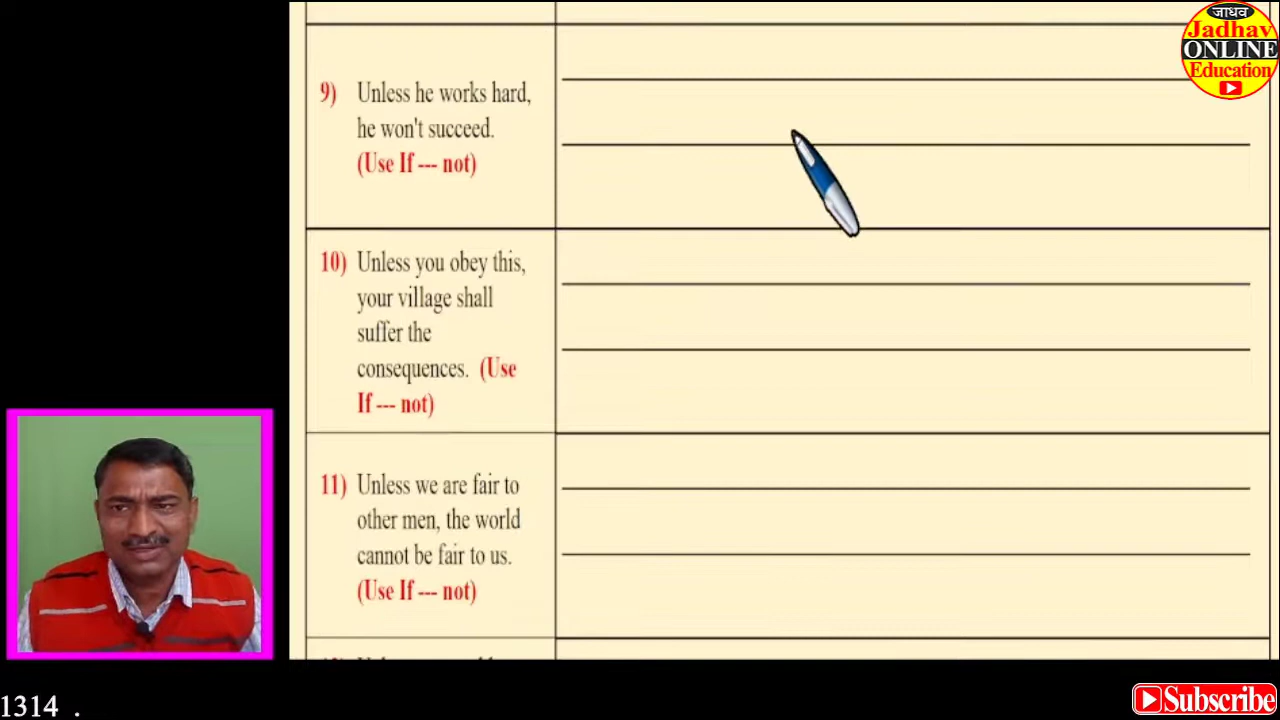 जाधव
Jadhav
ONLINE
Education
9) Unless he works hard,
he won't succeed.
(Use If --- not)
10) Unless you obey this,
your village shall
suffer the
consequences. (Use
If --- not)
11) Unless we are fair to
other men, the world
cannot be fair to us.
(Use If --- not)
1314 .
Subscribe